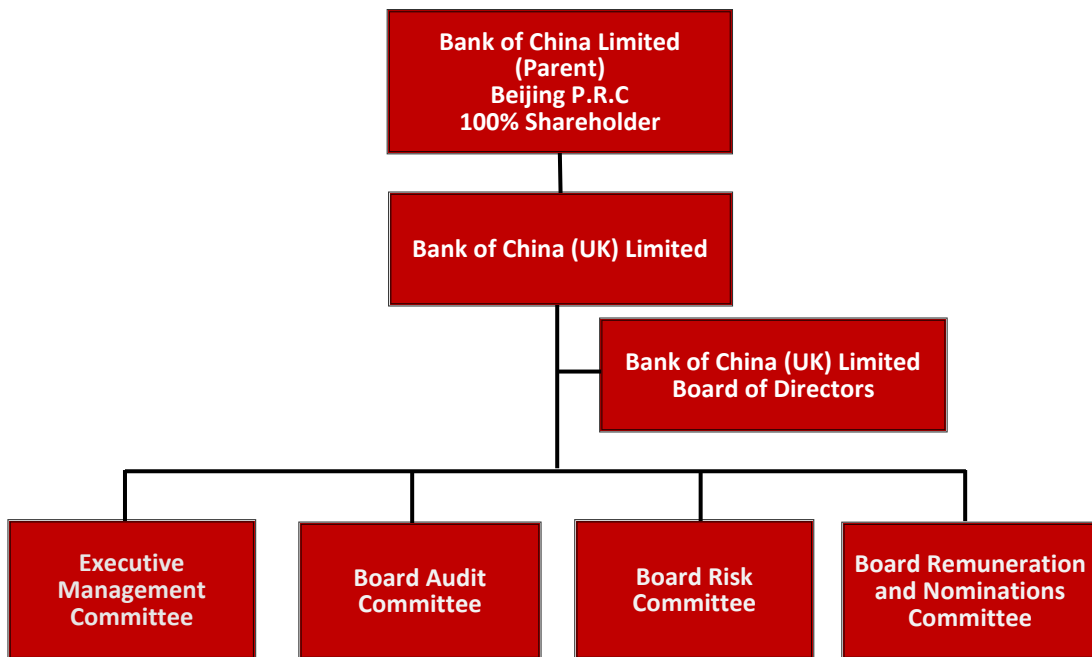 Bank of China Limited
(Parent)
Beijing P.R.C
100% Shareholder
Bank of China (UK) Limited
Bank of China (UK) Limited
Board of Directors
Executive
Management
Committee
Board Audit
Committee
Board Risk
Committee
Board Remuneration
and Nominations
Committee